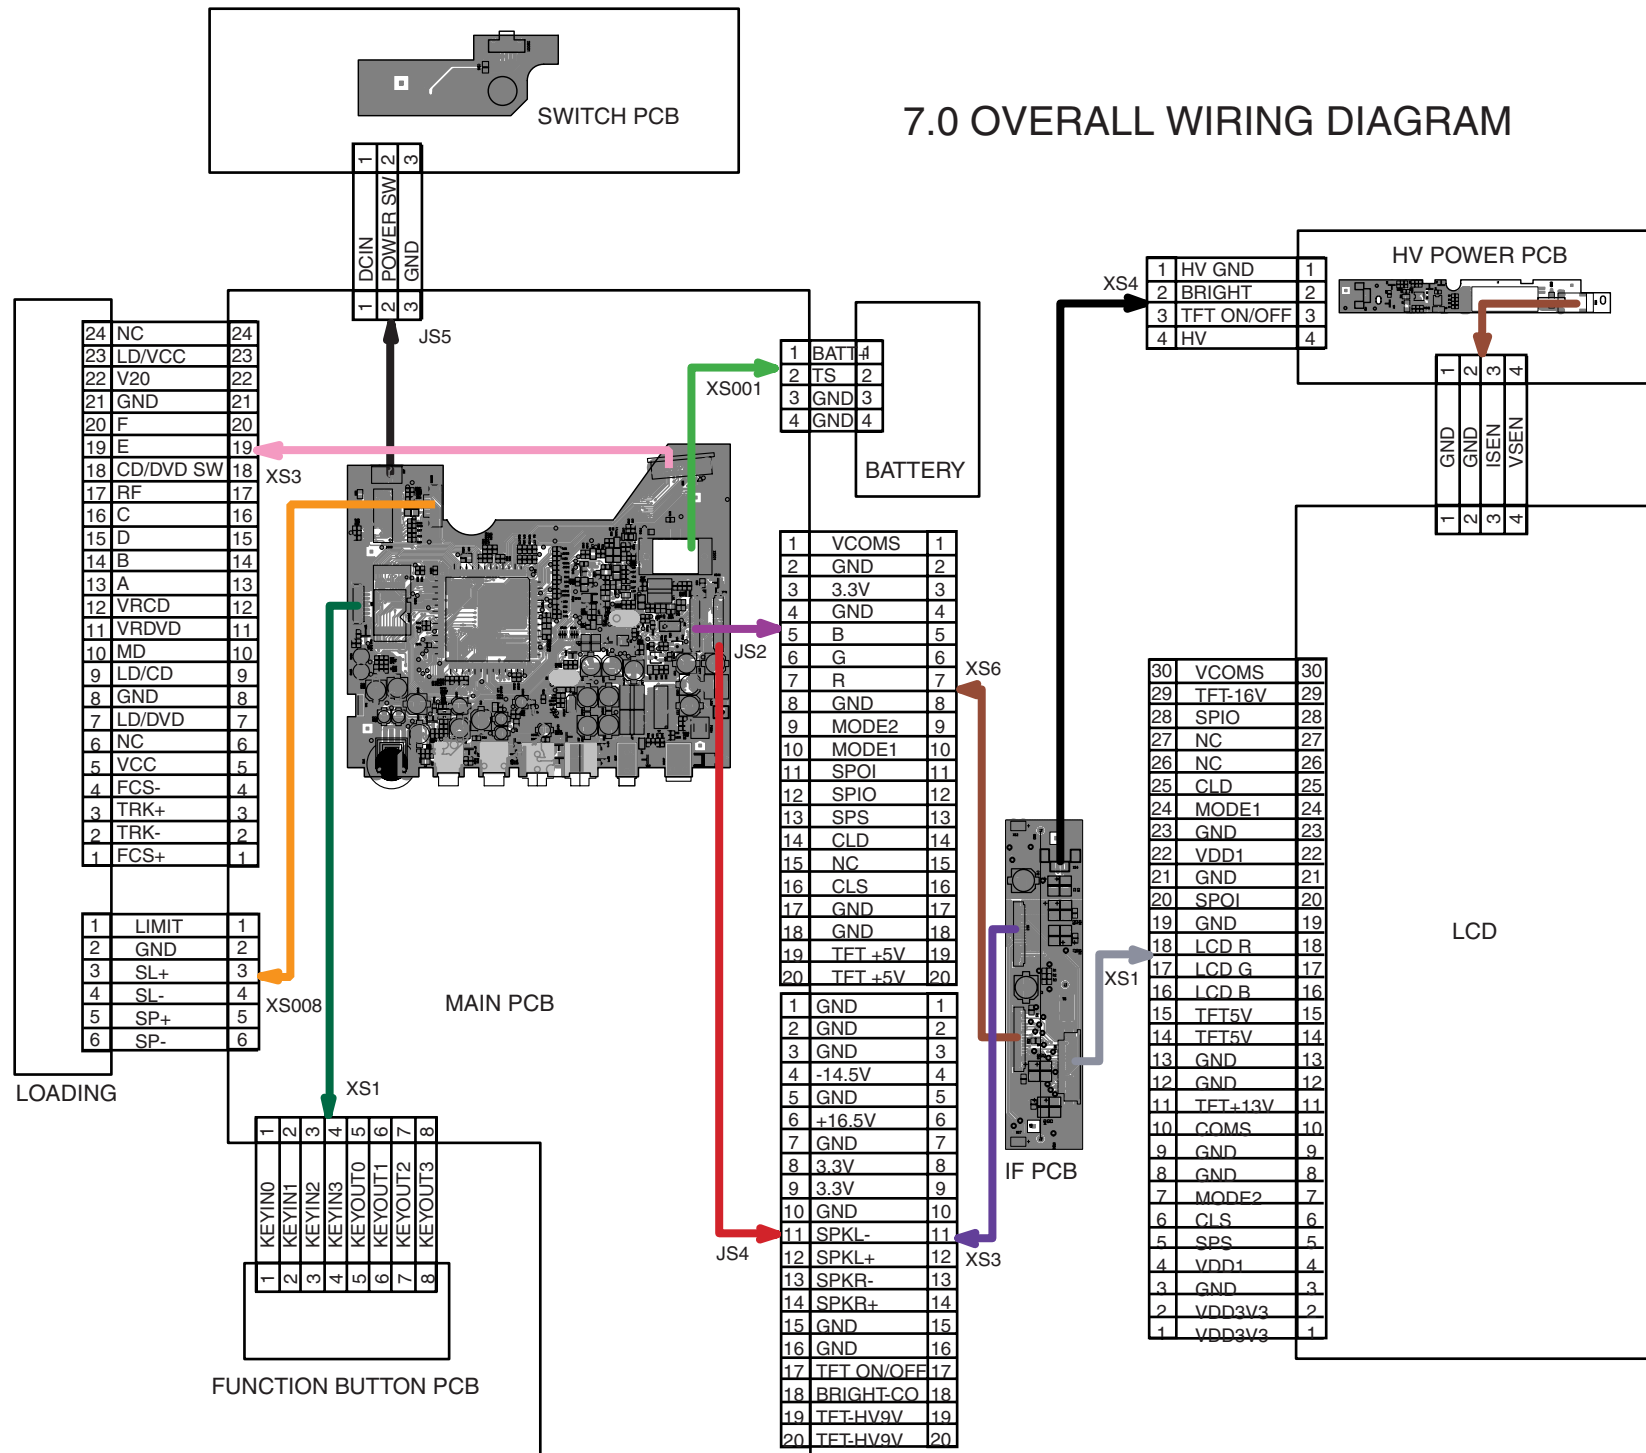 7.0 OVERALL WIRING DIAGRAM
SWITCH PCB
1 2 3
DCIN
POWER SW
GND
1 2 3
JS5
24 NC 24
23 LD/VCC 23
22 V20 22
21 GND 21
20 F 20
19 E 19
18 CD/DVD SW 18
17 RF 17
16 C 16
15 D 15
14 B 14
13 A 13
12 VRCD 12
11 VRDVD 11
10 MD 10
9 LD/CD 9
8 GND 8
7 LD/DVD 7
6 NC 6
5 VCC 5
4 FCS- 4
3 TRK+ 3
2 TRK- 2
1 FCS+ 1
XS3
1 LIMIT 1
2 GND 2
3 SL+ 3
4 SL- 4
5 SP+ 5
6 SP- 6
XS008
LOADING
MAIN PCB
XS1
1 2 3 4 5 6 7 8
KEYIN0
KEYIN1
KEYIN2
KEYIN3
KEYOUT0
KEYOUT1
KEYOUT2
KEYOUT3
1 2 3 4 5 6 7 8
FUNCTION BUTTON PCB
XS001
1 BATT+ 1
2 TS 2
3 GND 3
4 GND 4
BATTERY
JS2
1 VCOMS 1
2 GND 2
3 3.3V 3
4 GND 4
5 B 5
6 G 6
7 R 7
8 GND 8
9 MODE2 9
10 MODE1 10
11 SPOI 11
12 SPIO 12
13 SPS 13
14 CLD 14
15 NC 15
16 CLS 16
17 GND 17
18 GND 18
19 TFT +5V 19
20 TFT +5V 20
XS6
JS4
1 GND 1
2 GND 2
3 GND 3
4 -14.5V 4
5 GND 5
6 +16.5V 6
7 GND 7
8 3.3V 8
9 3.3V 9
10 GND 10
11 SPKL- 11
12 SPKL+ 12
13 SPKR- 13
14 SPKR+ 14
15 GND 15
16 GND 16
17 TFT ON/OFF 17
18 BRIGHT-CO 18
19 TFT-HV9V 19
20 TFT-HV9V 20
XS3
IF PCB
XS4
1 HV GND 1
2 BRIGHT 2
3 TFT ON/OFF 3
4 HV 4
HV POWER PCB
1 2 3 4
GND
GND
ISEN
VSEN
1 2 3 4
XS1
30 VCOMS 30
29 TFT-16V 29
28 SPIO 28
27 NC 27
26 NC 26
25 CLD 25
24 MODE1 24
23 GND 23
22 VDD1 22
21 GND 21
20 SPOI 20
19 GND 19
18 LCD R 18
17 LCD G 17
16 LCD B 16
15 TFT5V 15
14 TFT5V 14
13 GND 13
12 GND 12
11 TFT+13V 11
10 COMS 10
9 GND 9
8 GND 8
7 MODE2 7
6 CLS 6
5 SPS 5
4 VDD1 4
3 GND 3
2 VDD3V3 2
1 VDD3V3 1
LCD